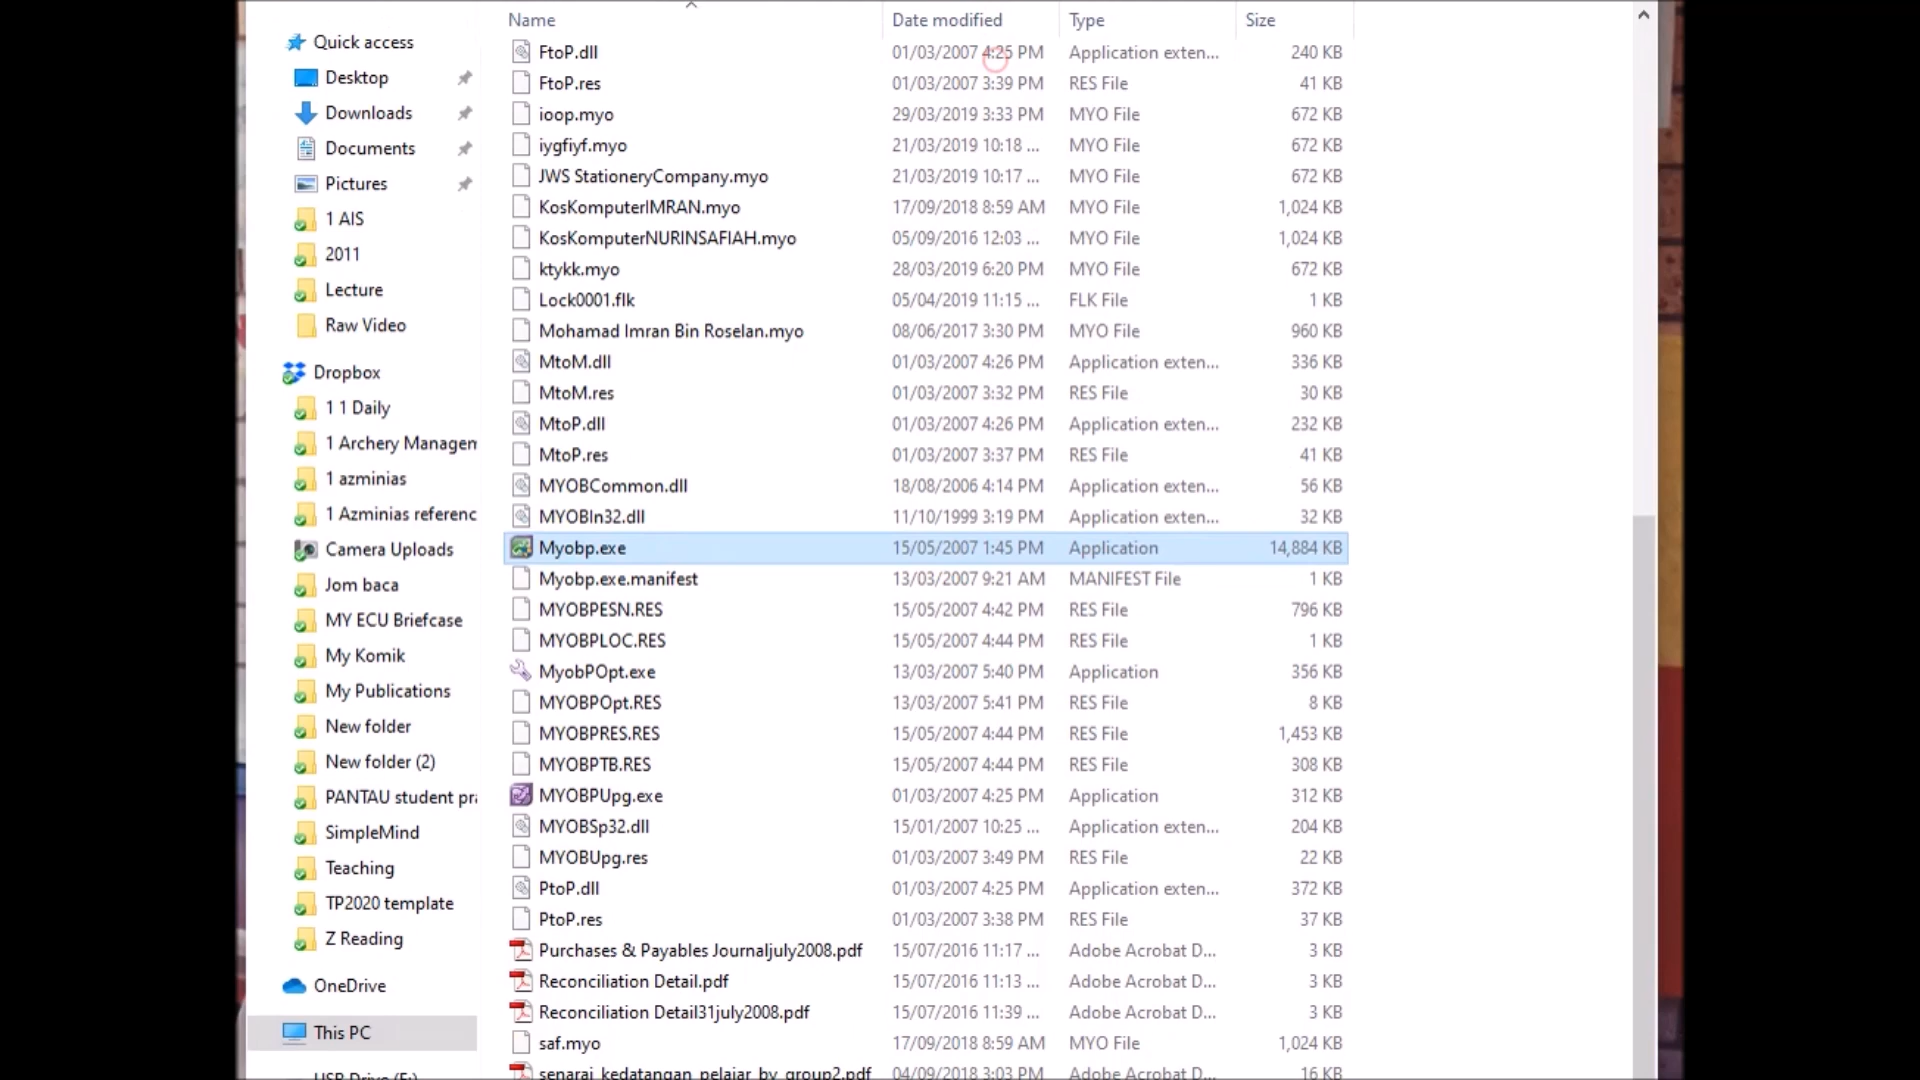 Name Date modified Type Size
Quick access
Desktop
Downloads
Documents
Pictures
1 AIS
2011
Lecture
Raw Video
Dropbox
1 1 Daily
1 Archery Managem
1 azminias
1 Azminias referenc
Camera Uploads
Jom baca
MY ECU Briefcase
My Komik
My Publications
New folder
New folder (2)
PANTAU student pra
SimpleMind
Teaching
TP2020 template
Z Reading
OneDrive
This PC
USB Drive (F:)
FtoP.dll 01/03/2007 4:25 PM Application exten... 240 KB
FtoP.res 01/03/2007 3:39 PM RES File 41 KB
ioop.myo 29/03/2019 3:33 PM MYO File 672 KB
iygfiyf.myo 21/03/2019 10:18 ... MYO File 672 KB
JWS StationeryCompany.myo 21/03/2019 10:17 ... MYO File 672 KB
KosKomputerIMRAN.myo 17/09/2018 8:59 AM MYO File 1,024 KB
KosKomputerNURINSAFIAH.myo 05/09/2016 12:03 ... MYO File 1,024 KB
ktykk.myo 28/03/2019 6:20 PM MYO File 672 KB
Lock0001.flk 05/04/2019 11:15 ... FLK File 1 KB
Mohamad Imran Bin Roselan.myo 08/06/2017 3:30 PM MYO File 960 KB
MtoM.dll 01/03/2007 4:26 PM Application exten... 336 KB
MtoM.res 01/03/2007 3:32 PM RES File 30 KB
MtoP.dll 01/03/2007 4:26 PM Application exten... 232 KB
MtoP.res 01/03/2007 3:37 PM RES File 41 KB
MYOBCommon.dll 18/08/2006 4:14 PM Application exten... 56 KB
MYOBIn32.dll 11/10/1999 3:19 PM Application exten... 32 KB
Myobp.exe 15/05/2007 1:45 PM Application 14,884 KB
Myobp.exe.manifest 13/03/2007 9:21 AM MANIFEST File 1 KB
MYOBPESN.RES 15/05/2007 4:42 PM RES File 796 KB
MYOBPLOC.RES 15/05/2007 4:44 PM RES File 1 KB
MyobPOpt.exe 13/03/2007 5:40 PM Application 356 KB
MYOBPOpt.RES 13/03/2007 5:41 PM RES File 8 KB
MYOBPRES.RES 15/05/2007 4:44 PM RES File 1,453 KB
MYOBPTB.RES 15/05/2007 4:44 PM RES File 308 KB
MYOBPUpg.exe 01/03/2007 4:25 PM Application 312 KB
MYOBSp32.dll 15/01/2007 10:25 ... Application exten... 204 KB
MYOBUpg.res 01/03/2007 3:49 PM RES File 22 KB
PtoP.dll 01/03/2007 4:25 PM Application exten... 372 KB
PtoP.res 01/03/2007 3:38 PM RES File 37 KB
Purchases & Payables Journaljuly2008.pdf 15/07/2016 11:17 ... Adobe Acrobat D... 3 KB
Reconciliation Detail.pdf 15/07/2016 11:13 ... Adobe Acrobat D... 3 KB
Reconciliation Detail31july2008.pdf 15/07/2016 11:39 ... Adobe Acrobat D... 3 KB
saf.myo 17/09/2018 8:59 AM MYO File 1,024 KB
senarai_kedatangan_pelajar_by_group2.pdf 04/09/2018 3:03 PM Adobe Acrobat D... 16 KB